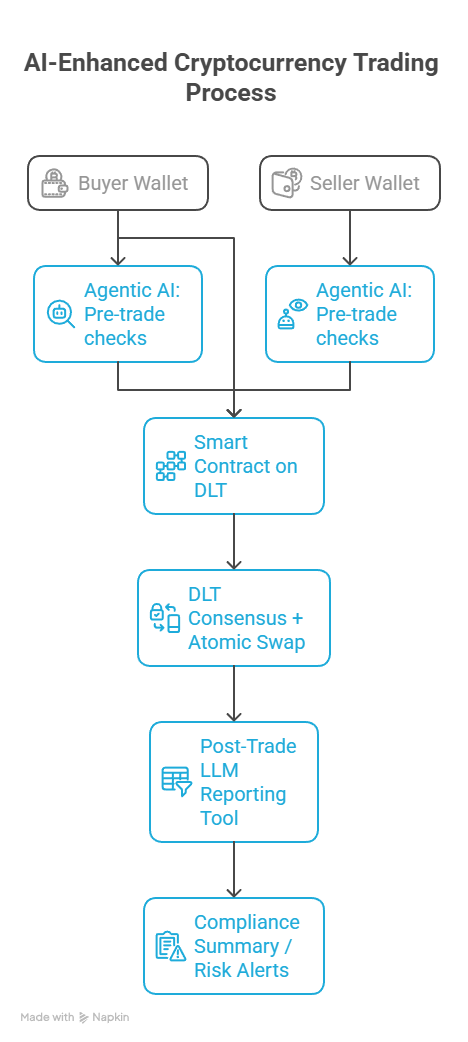 AI-Enhanced Cryptocurrency Trading
Process
Buyer Wallet
Seller Wallet
Agentic AI:
Pre-trade
checks
Agentic AI:
Pre-trade
checks
Smart
Contract on
DLT
DLT
Consensus +
Atomic Swap
Post-Trade
LLM
Reporting
Tool
Compliance
Summary /
Risk Alerts
Made with Napkin